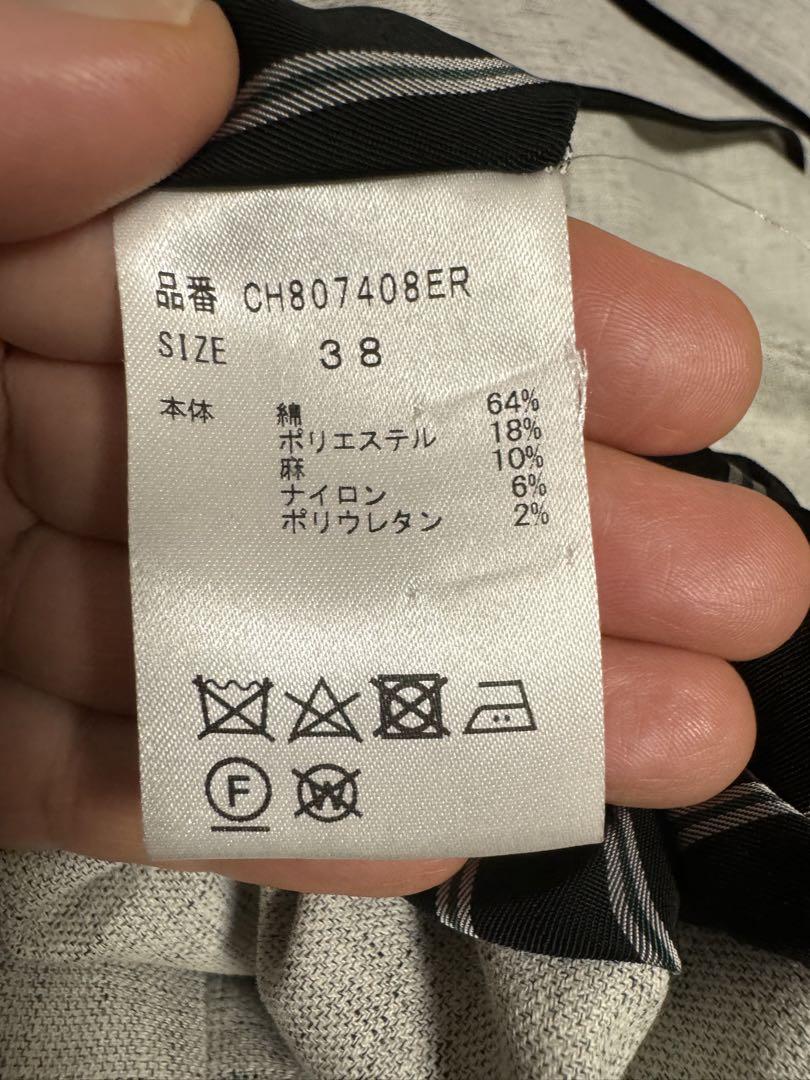 品番 CH807408ER
SIZE 38
本体 綿 64%
ポリエステル 18%
麻 10%
ナイロン 6%
ポリウレタン 2%
F W